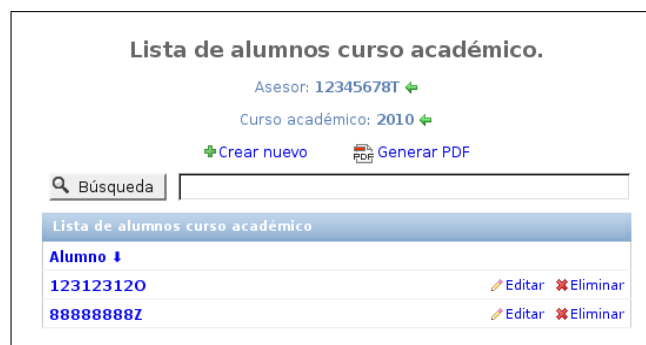 Lista de alumnos curso académico.
Asesor: 12345678T
Curso académico: 2010
Crear nuevo PDF Generar PDF
Búsqueda
Lista de alumnos curso académico
Alumno
12312312O Editar Eliminar
88888888Z Editar Eliminar